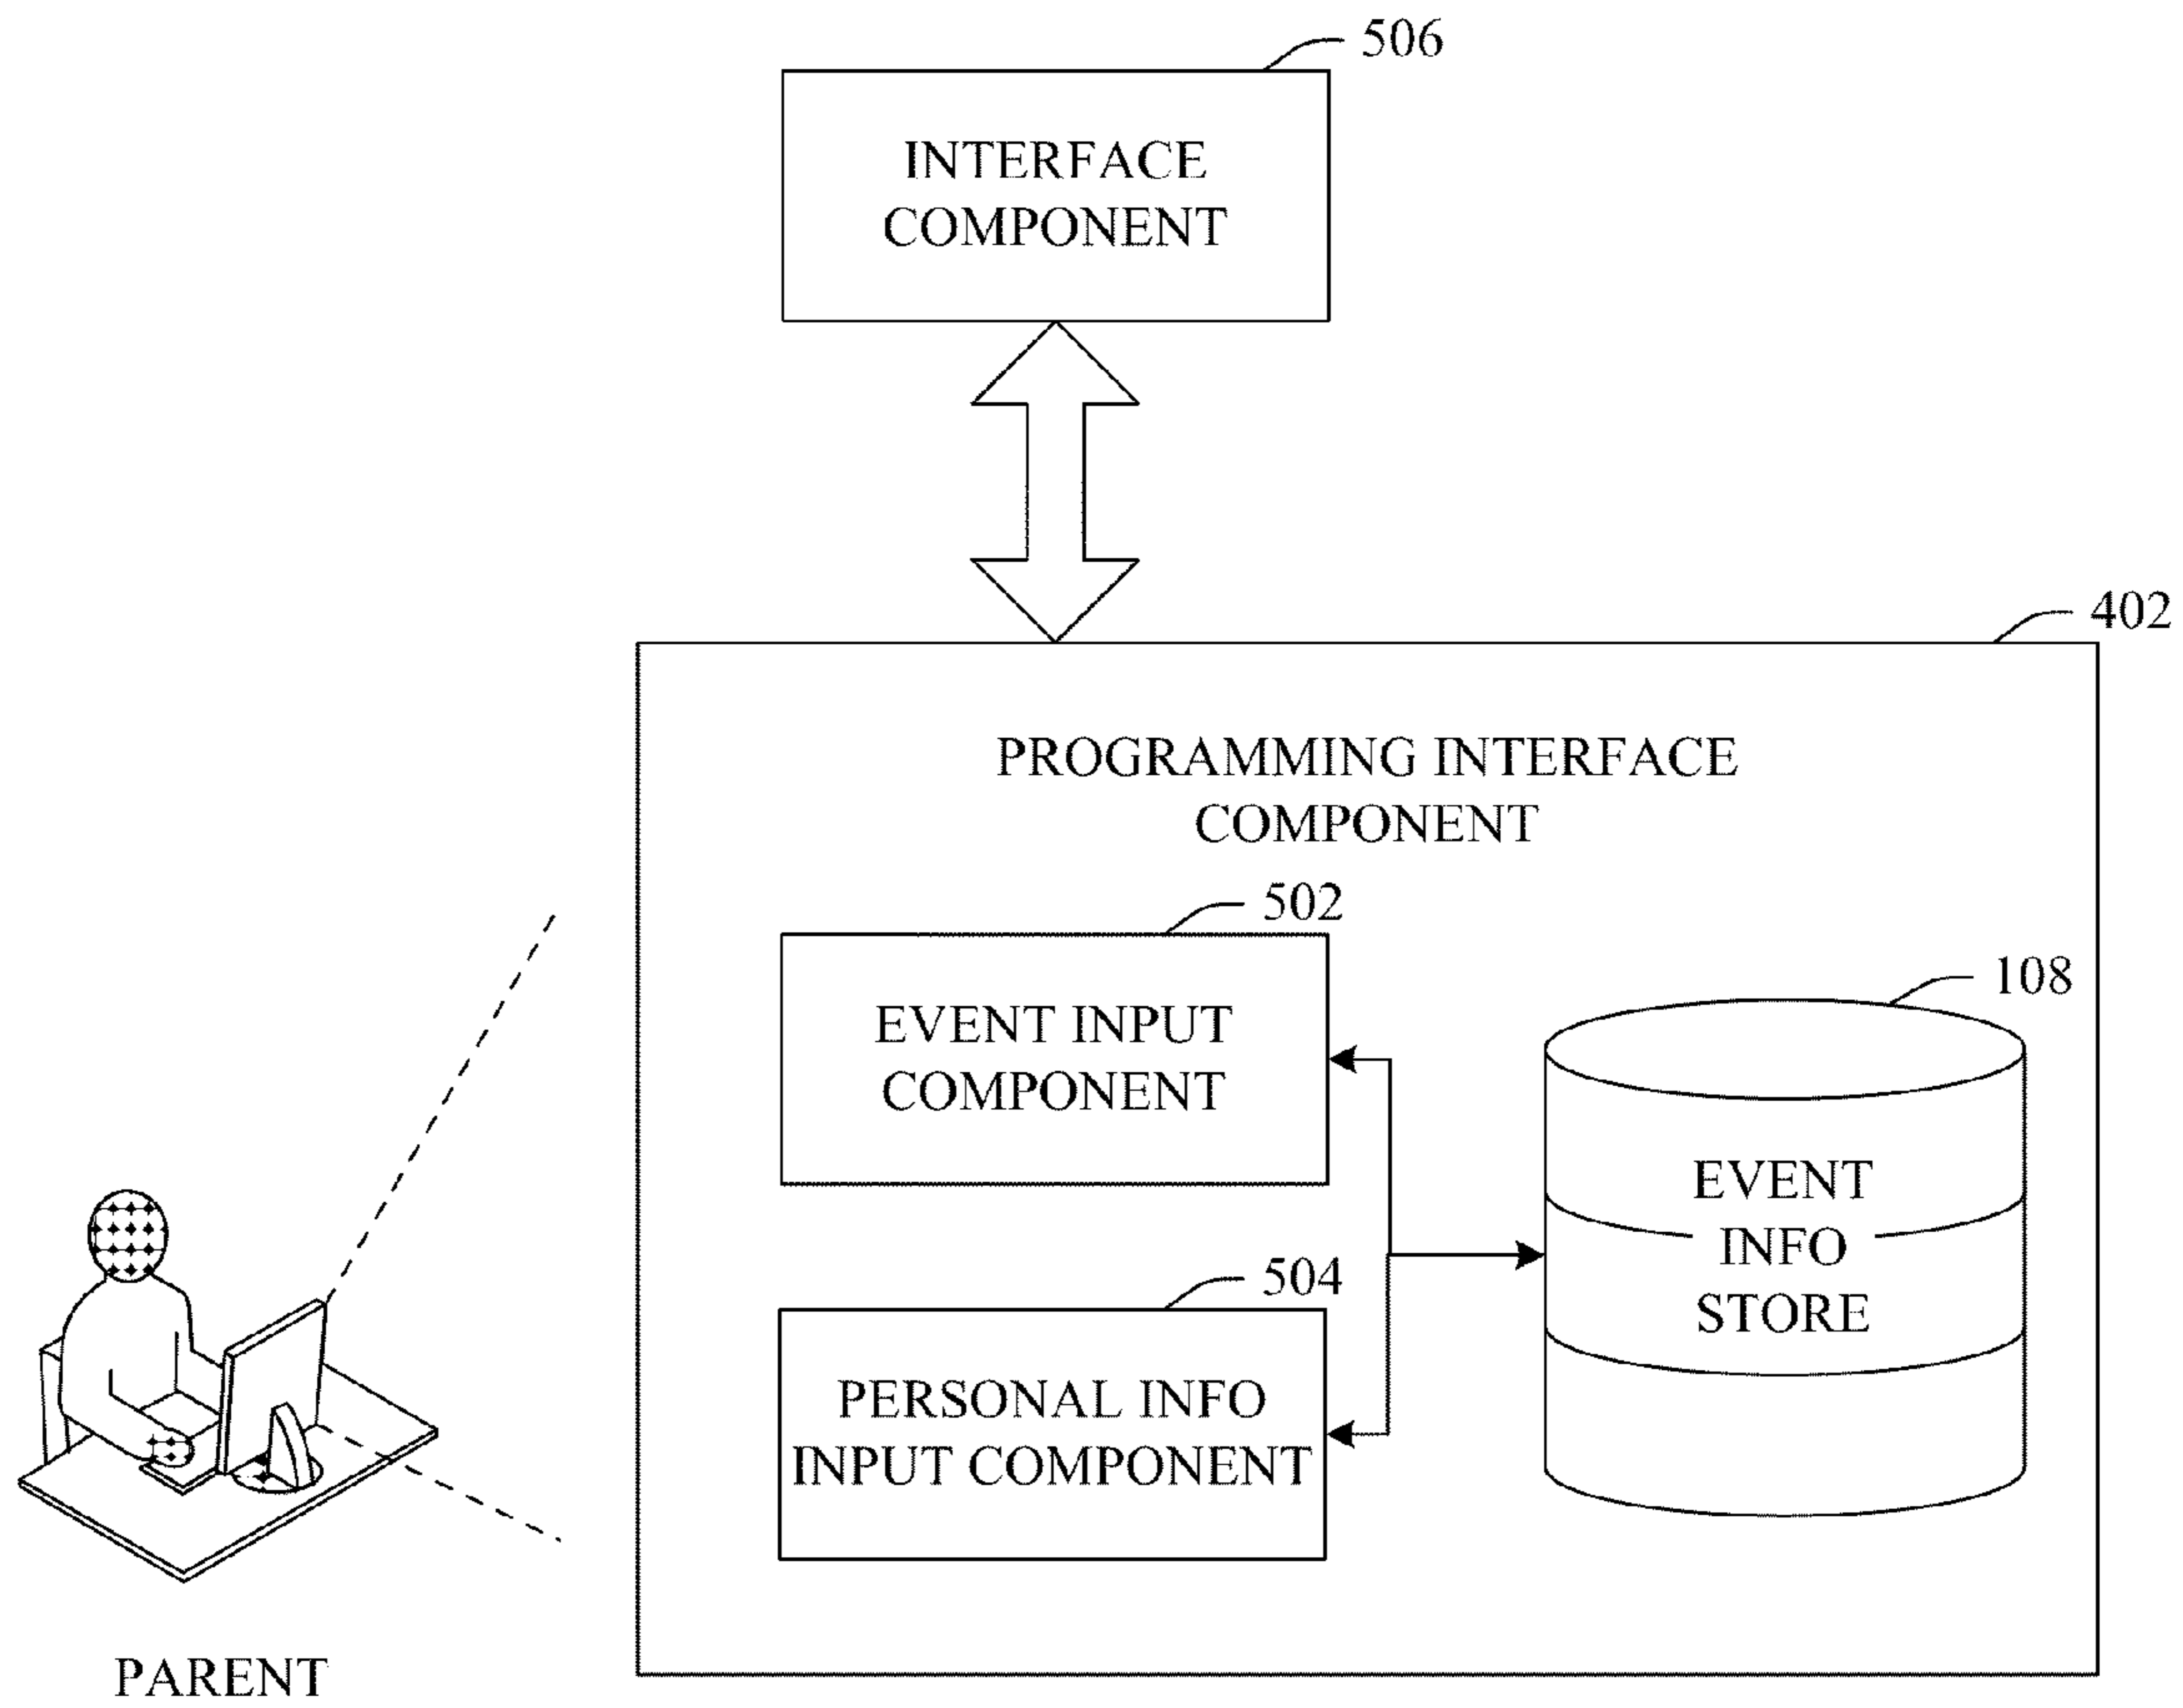 506
INTERFACE
COMPONENT
402
PROGRAMMING INTERFACE
COMPONENT
502
EVENT INPUT
COMPONENT
108
EVENT
INFO
STORE
504
PERSONAL INFO
INPUT COMPONENT
PARENT